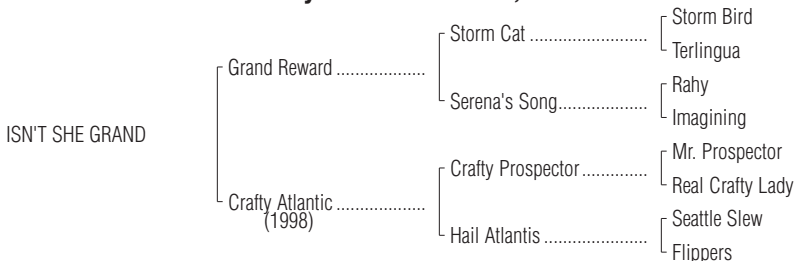 Storm Bird
Storm Cat ........................
Terlingua
Grand Reward ...................
Rahy
Serena's Song...................
Imagining
ISN'T SHE GRAND
Mr. Prospector
Crafty Prospector..............
Real Crafty Lady
Crafty Atlantic ...................
(1998)
Seattle Slew
Hail Atlantis ......................
Flippers